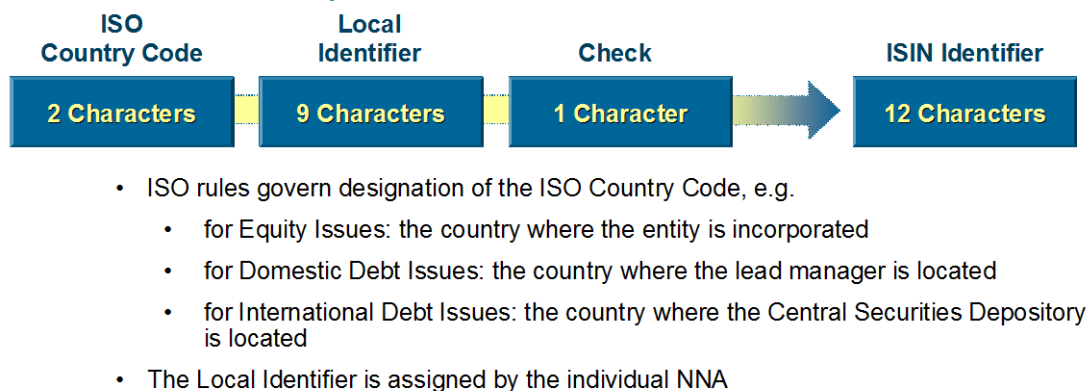 ISO
Country Code
Local
Identifier
Check
ISIN Identifier
2 Characters
9 Characters
1 Character
12 Characters
• ISO rules govern designation of the ISO Country Code, e.g.
• for Equity Issues: the country where the entity is incorporated
• for Domestic Debt Issues: the country where the lead manager is located
• for International Debt Issues: the country where the Central Securities Depository
is located
• The Local Identifier is assigned by the individual NNA